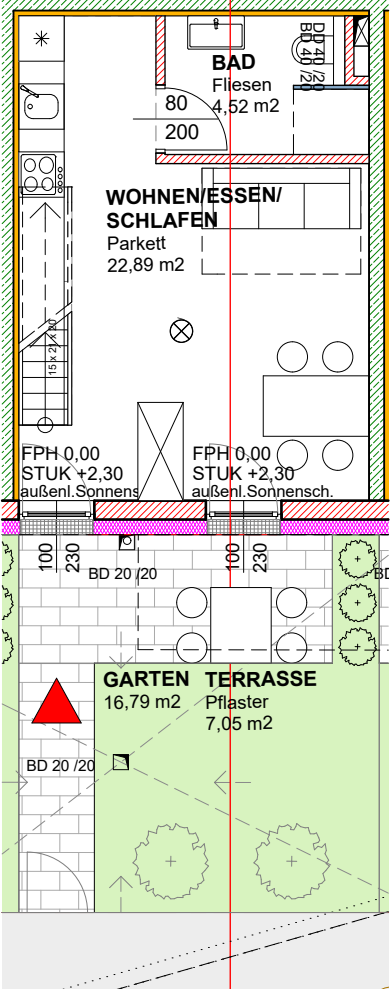 DD 40 /20
BD 40 /20
BAD
Fliesen
4,52 m2
80
200
WOHNEN/ESSEN/
SCHLAFEN
Parkett
22,89 m2
15 x 21 x 20
FPH 0,00
STUK +2,30
außenl.Sonnens
FPH 0,00
STUK +2,30
außenl.Sonnensch.
100
230
100
230
BD 20 /20
BD
GARTEN
16,79 m2
TERRASSE
Pflaster
7,05 m2
BD 20 /20